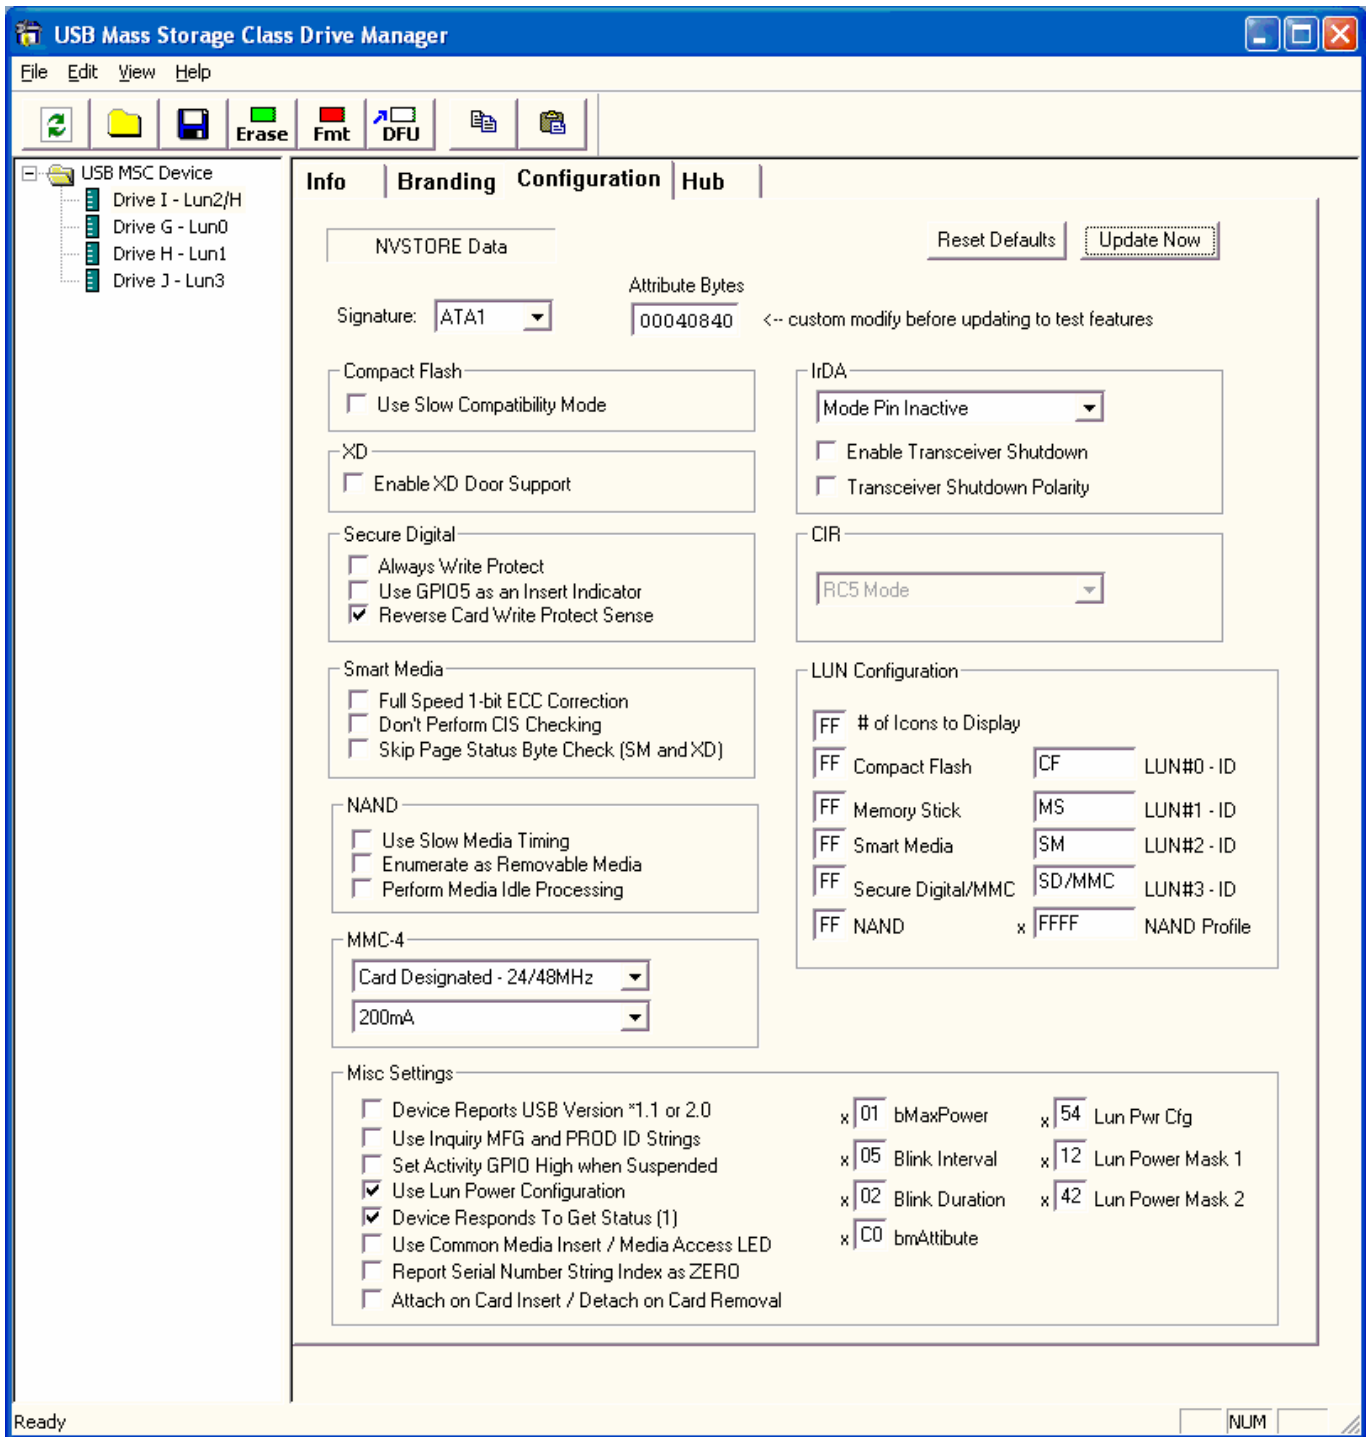 USB Mass Storage Class Drive Manager
File Edit View Help
Erase Fmt DFU
USB MSC Device
Drive I - Lun2/H
Drive G - Lun0
Drive H - Lun1
Drive J - Lun3
Info Branding Configuration Hub
NVSTORE Data
Reset Defaults Update Now
Attribute Bytes
Signature: ATA1 00040840 <-- custom modify before updating to test features
Compact Flash
Use Slow Compatibility Mode
XD
Enable XD Door Support
Secure Digital
Always Write Protect
Use GPIO5 as an Insert Indicator
Reverse Card Write Protect Sense
Smart Media
Full Speed 1-bit ECC Correction
Don't Perform CIS Checking
Skip Page Status Byte Check (SM and XD)
NAND
Use Slow Media Timing
Enumerate as Removable Media
Perform Media Idle Processing
MMC-4
Card Designated - 24/48MHz
200mA
IrDA
Mode Pin Inactive
Enable Transceiver Shutdown
Transceiver Shutdown Polarity
CIR
RC5 Mode
LUN Configuration
FF # of Icons to Display
FF Compact Flash CF LUN#0 - ID
FF Memory Stick MS LUN#1 - ID
FF Smart Media SM LUN#2 - ID
FF Secure Digital/MMC SD/MMC LUN#3 - ID
FF NAND x FFFF NAND Profile
Misc Settings
Device Reports USB Version *1.1 or 2.0
Use Inquiry MFG and PROD ID Strings
Set Activity GPIO High when Suspended
Use Lun Power Configuration
Device Responds To Get Status (1)
Use Common Media Insert / Media Access LED
Report Serial Number String Index as ZERO
Attach on Card Insert / Detach on Card Removal
x 01 bMaxPower x 54 Lun Pwr Cfg
x 05 Blink Interval x 12 Lun Power Mask 1
x 02 Blink Duration x 42 Lun Power Mask 2
x C0 bmAttibute
Ready NUM